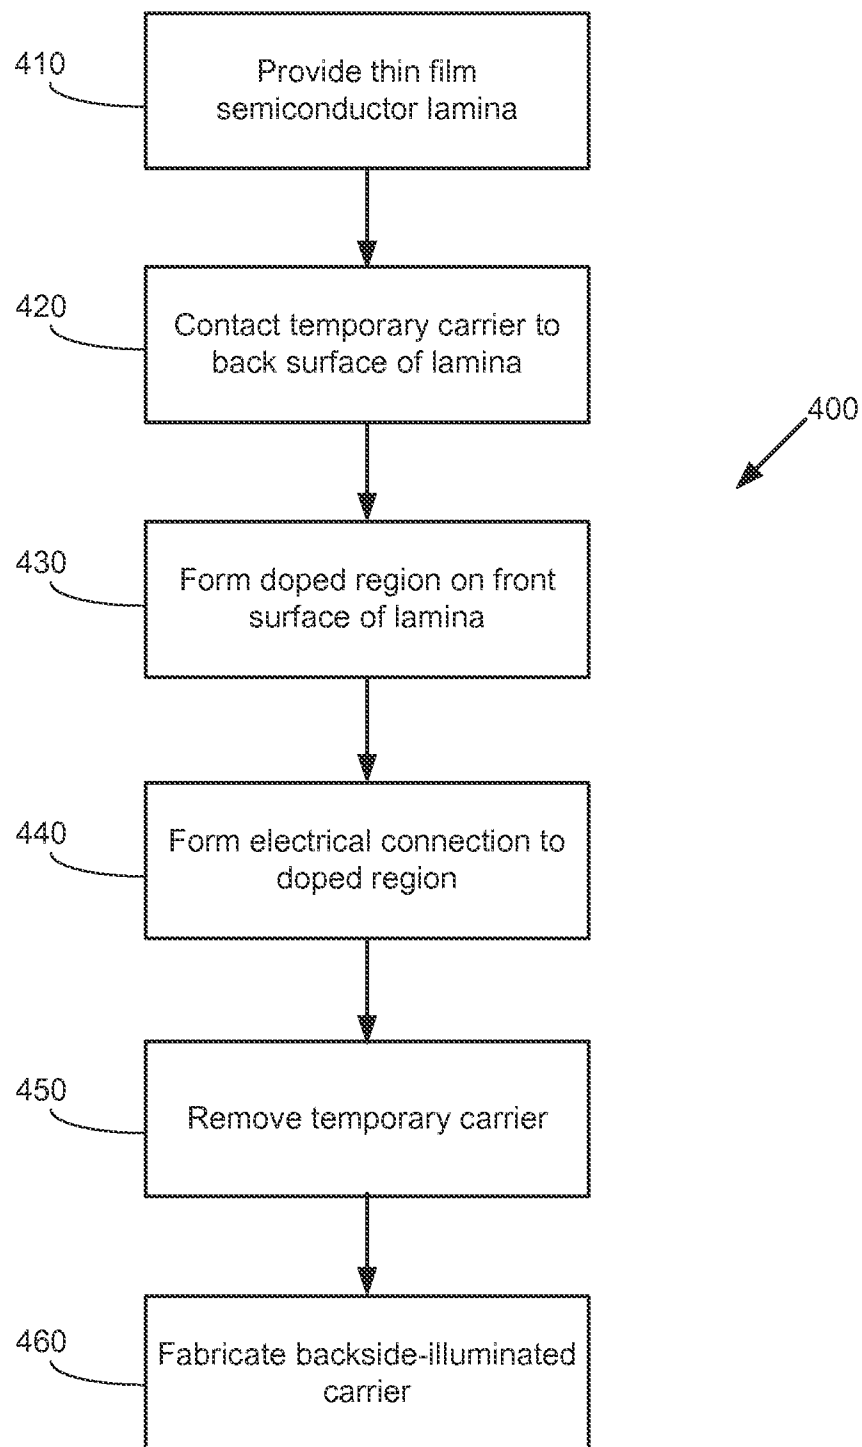 410
Provide thin film
semiconductor lamina
420
Contact temporary carrier to
back surface of lamina
400
430
Form doped region on front
surface of lamina
440
Form electrical connection to
doped region
450
Remove temporary carrier
460
Fabricate backside-illuminated
carrier